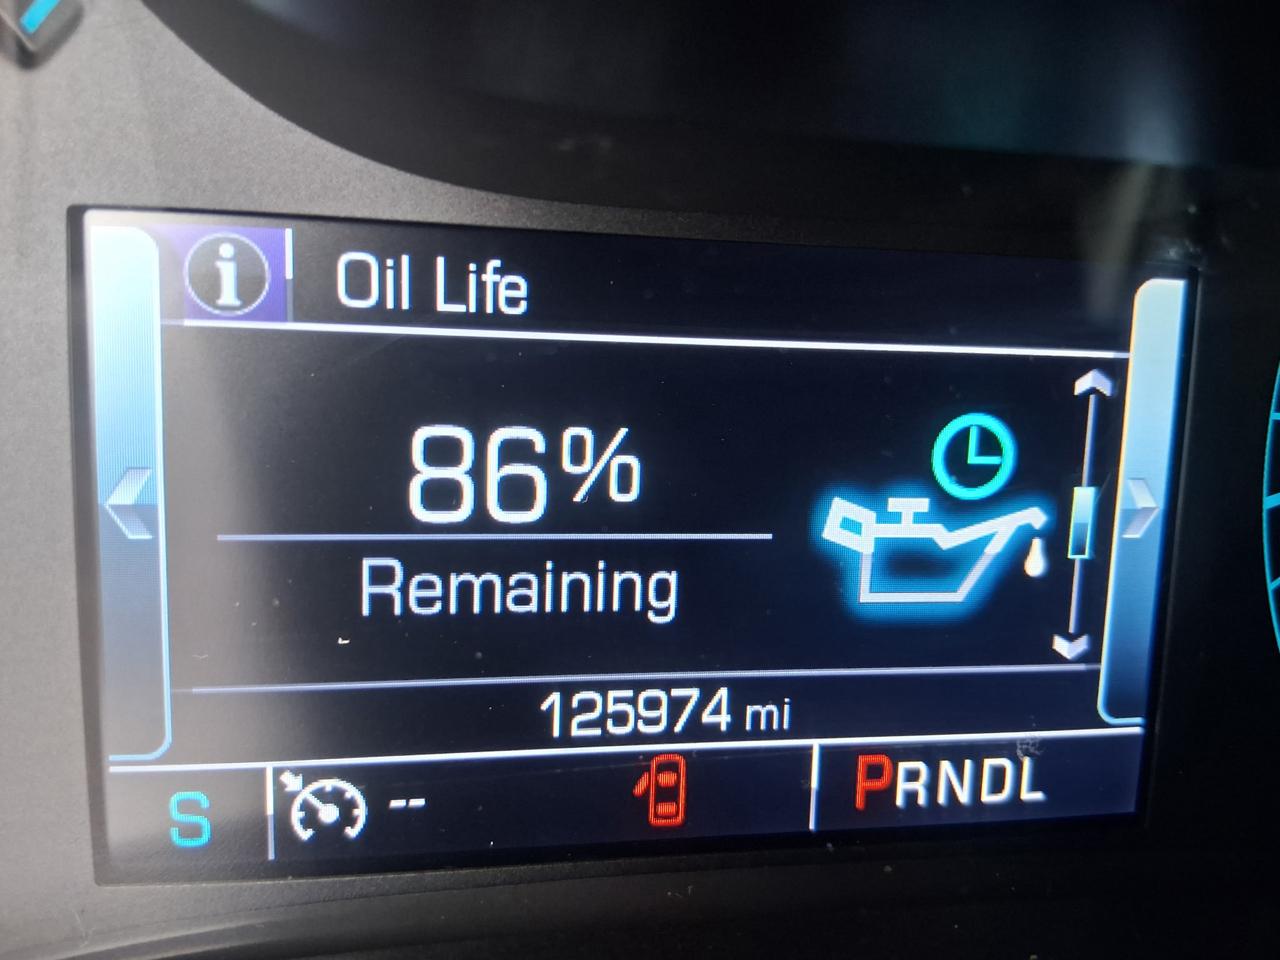 i Oil Life
86%
Remaining
125974 mi
S -- PRNDL